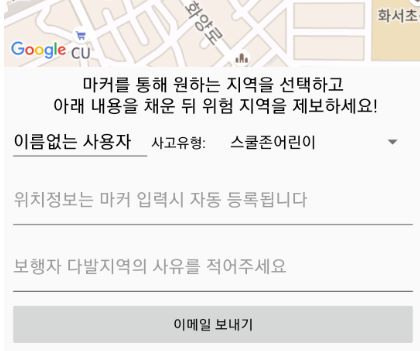 화양로
화서초
Google
CU
마커를 통해 원하는 지역을 선택하고
아래 내용을 채운 뒤 위험 지역을 제보하세요!
이름없는 사용자 사고유형: 스쿨존어린이
위치정보는 마커 입력시 자동 등록됩니다
보행자 다발지역의 사유를 적어주세요
이메일 보내기